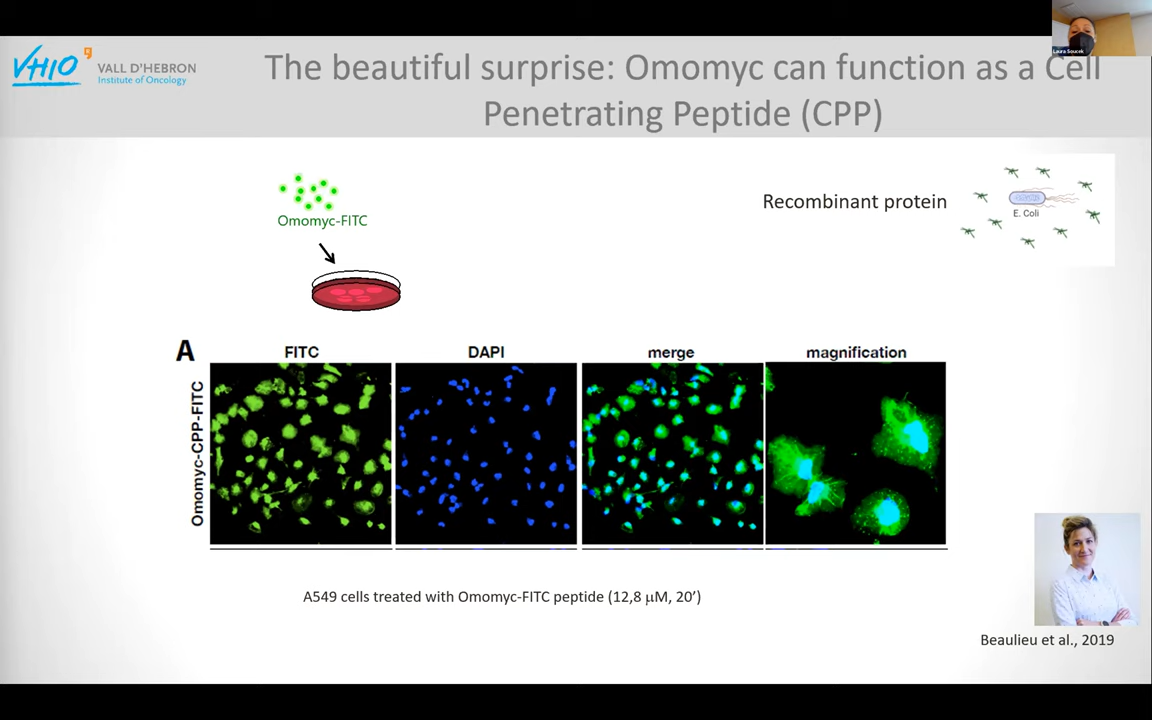 VHIO
VALL D'HEBRON
Institute of Oncology
Laura Soucek
The beautiful surprise: Omomyc can function as a Cell
Penetrating Peptide (CPP)
Omomyc-FITC
Recombinant protein
E. Coli
A
FITC
DAPI
merge
magnification
Omomyc-CPP-FITC
A549 cells treated with Omomyc-FITC peptide (12,8 µM, 20’)
Beaulieu et al., 2019